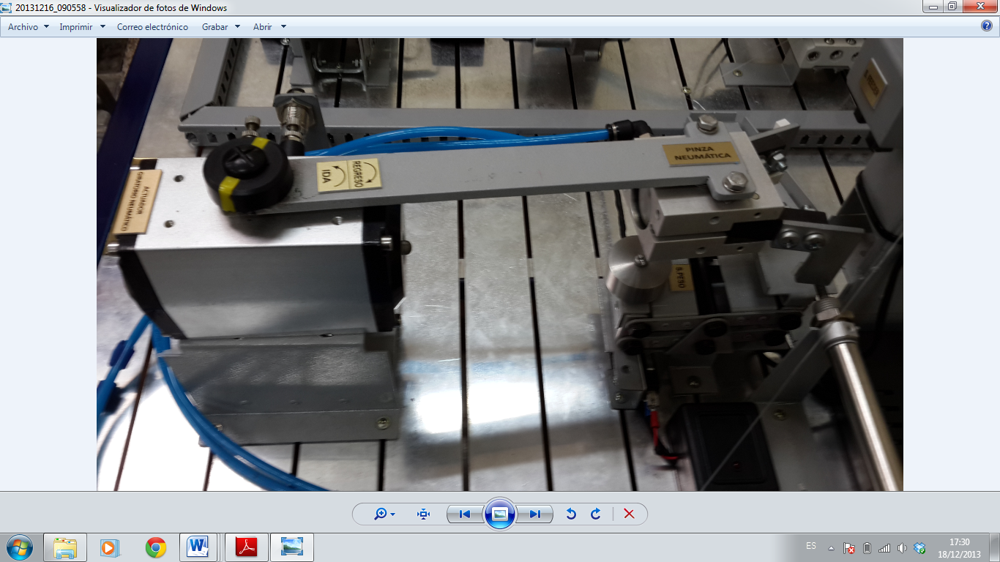 20131216_090558 - Visualizador de fotos de Windows
Archivo
Imprimir
Correo electrónico
Grabar
Abrir
PINZA
NEUMÁTICA
REGRESO
IDA
ACTUADOR
GIRATORIO NEUMÁTICO
S.PESO
ES
17:30
18/12/2013